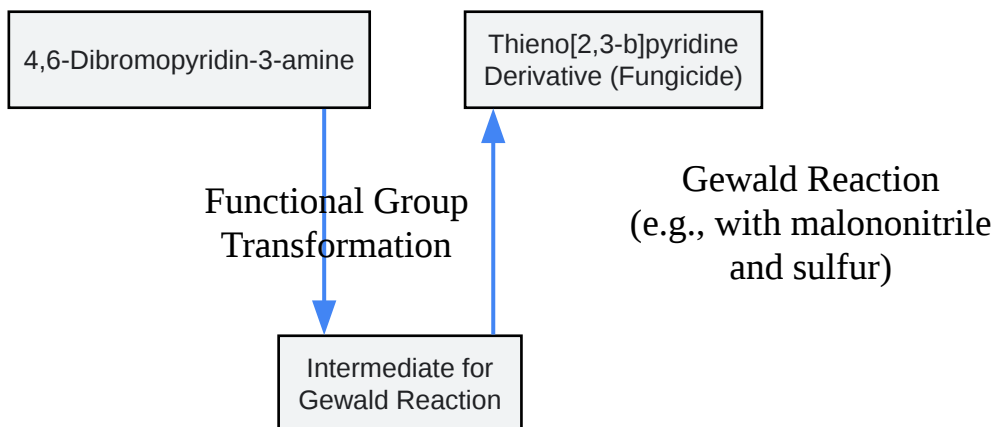 4,6-Dibromopyridin-3-amine
Thieno[2,3-b]pyridine
Derivative (Fungicide)
Functional Group
Transformation
Gewald Reaction
(e.g., with malononitrile
and sulfur)
Intermediate for
Gewald Reaction